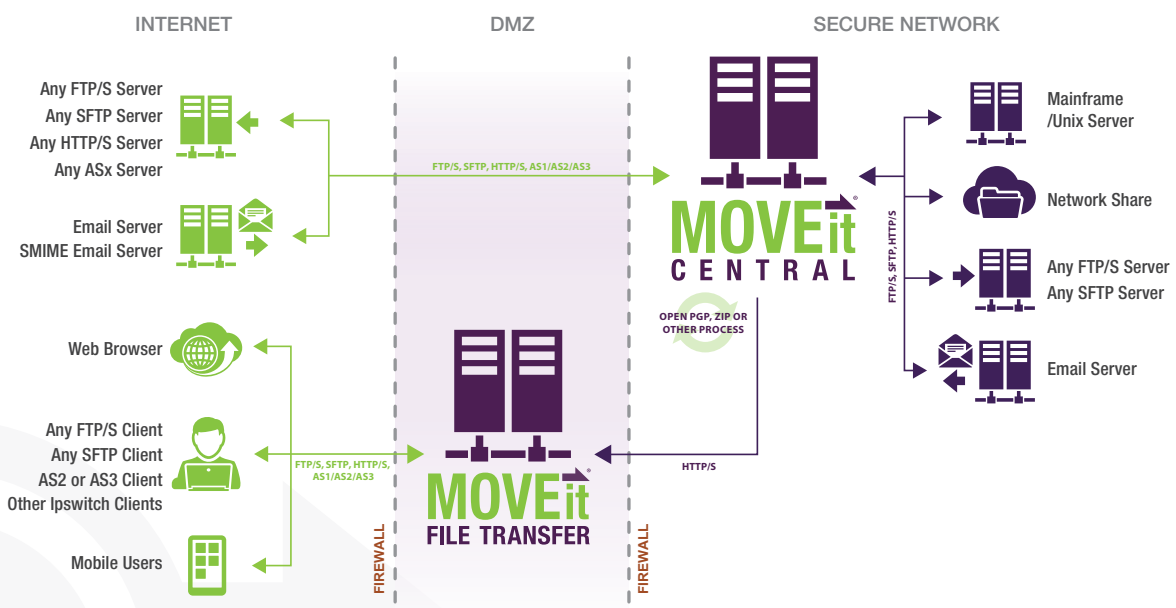 INTERNET
DMZ
SECURE NETWORK
Any FTP/S Server
Any SFTP Server
Any HTTP/S Server
Any ASx Server
Email Server
SMIME Email Server
FTP/S, SFTP, HTTP/S, AS1/AS2/AS3
MOVEit®
CENTRAL
OPEN PGP, ZIP OR
OTHER PROCESS
FTP/S, SFTP, HTTP/S
Mainframe
/Unix Server
Network Share
Any FTP/S Server
Any SFTP Server
Email Server
Web Browser
Any FTP/S Client
Any SFTP Client
AS2 or AS3 Client
Other Ipswitch Clients
Mobile Users
FTP/S, SFTP, HTTP/S,
AS1/AS2/AS3
MOVEit®
FILE TRANSFER
HTTP/S
FIREWALL
FIREWALL